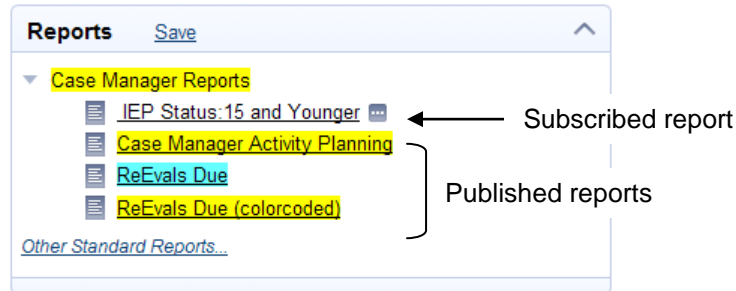 Reports Save
Case Manager Reports
IEP Status:15 and Younger
Subscribed report
Case Manager Activity Planning
ReEvals Due
Published reports
ReEvals Due (colorcoded)
Other Standard Reports...